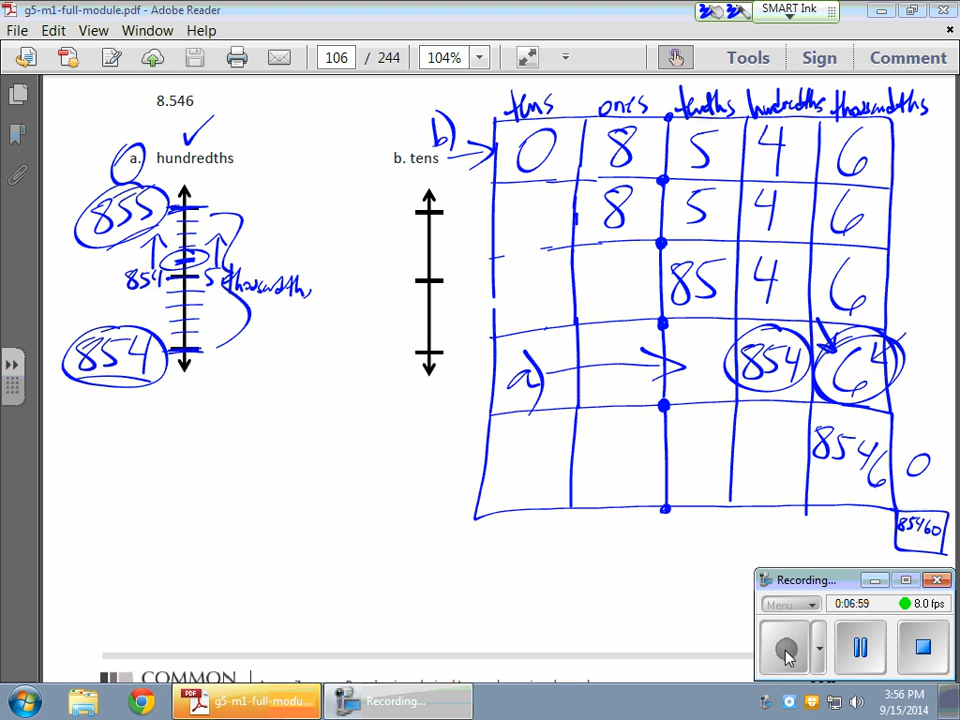 g5-m1-full-module.pdf - Adobe Reader
SMART Ink
File Edit View Window Help
106 / 244 104% Tools Sign Comment
8.546
tens ones tenths hundredths thousandths
a. hundredths
b. tens
b)
0 8 5 4 6
0
855
8 5 4 6
854 5 thousandths
85 4 6
854
a) 854 6 4
8546 0
85460
Recording...
Menu 0:06:59 8.0 fps
COMMON
g5-m1-full-modu... Recording...
3:56 PM
9/15/2014